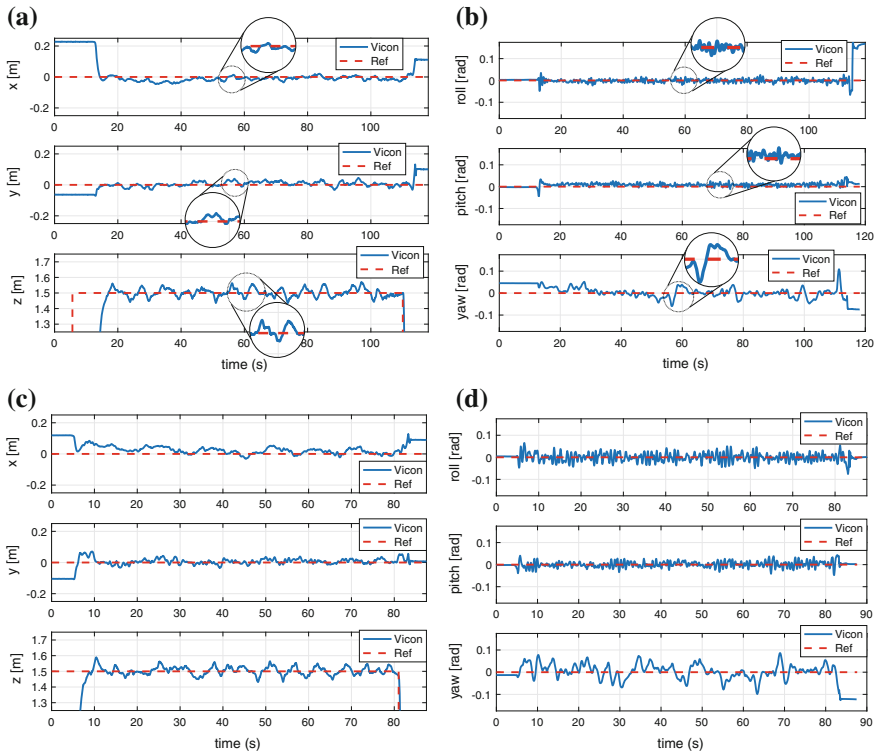 (a)
0.2
0
-0.2
x [m]
Vicon
Ref
0 20 40 60 80 100
0.2
0
-0.2
y [m]
Vicon
Ref
0 20 40 60 80 100
1.7
1.6
1.5
1.4
1.3
z [m]
Vicon
Ref
0 20 40 60 80 100
time (s)
(b)
0.1
0
-0.1
roll [rad]
Vicon
Ref
0 20 40 60 80 100
0.1
0
-0.1
pitch [rad]
Vicon
Ref
0 20 40 60 80 100 120
0.1
0
-0.1
yaw [rad]
Vicon
Ref
0 20 40 60 80 100 120
time (s)
(c)
0.2
0
-0.2
x [m]
Vicon
Ref
0 10 20 30 40 50 60 70 80
0.2
0
-0.2
y [m]
Vicon
Ref
0 10 20 30 40 50 60 70 80
1.7
1.6
1.5
1.4
1.3
z [m]
Vicon
Ref
0 10 20 30 40 50 60 70 80
time (s)
(d)
0.1
0
-0.1
roll [rad]
Vicon
Ref
0 10 20 30 40 50 60 70 80
0.1
0
-0.1
pitch [rad]
Vicon
Ref
0 10 20 30 40 50 60 70 80 90
0.1
0
-0.1
yaw [rad]
Vicon
Ref
0 10 20 30 40 50 60 70 80 90
time (s)